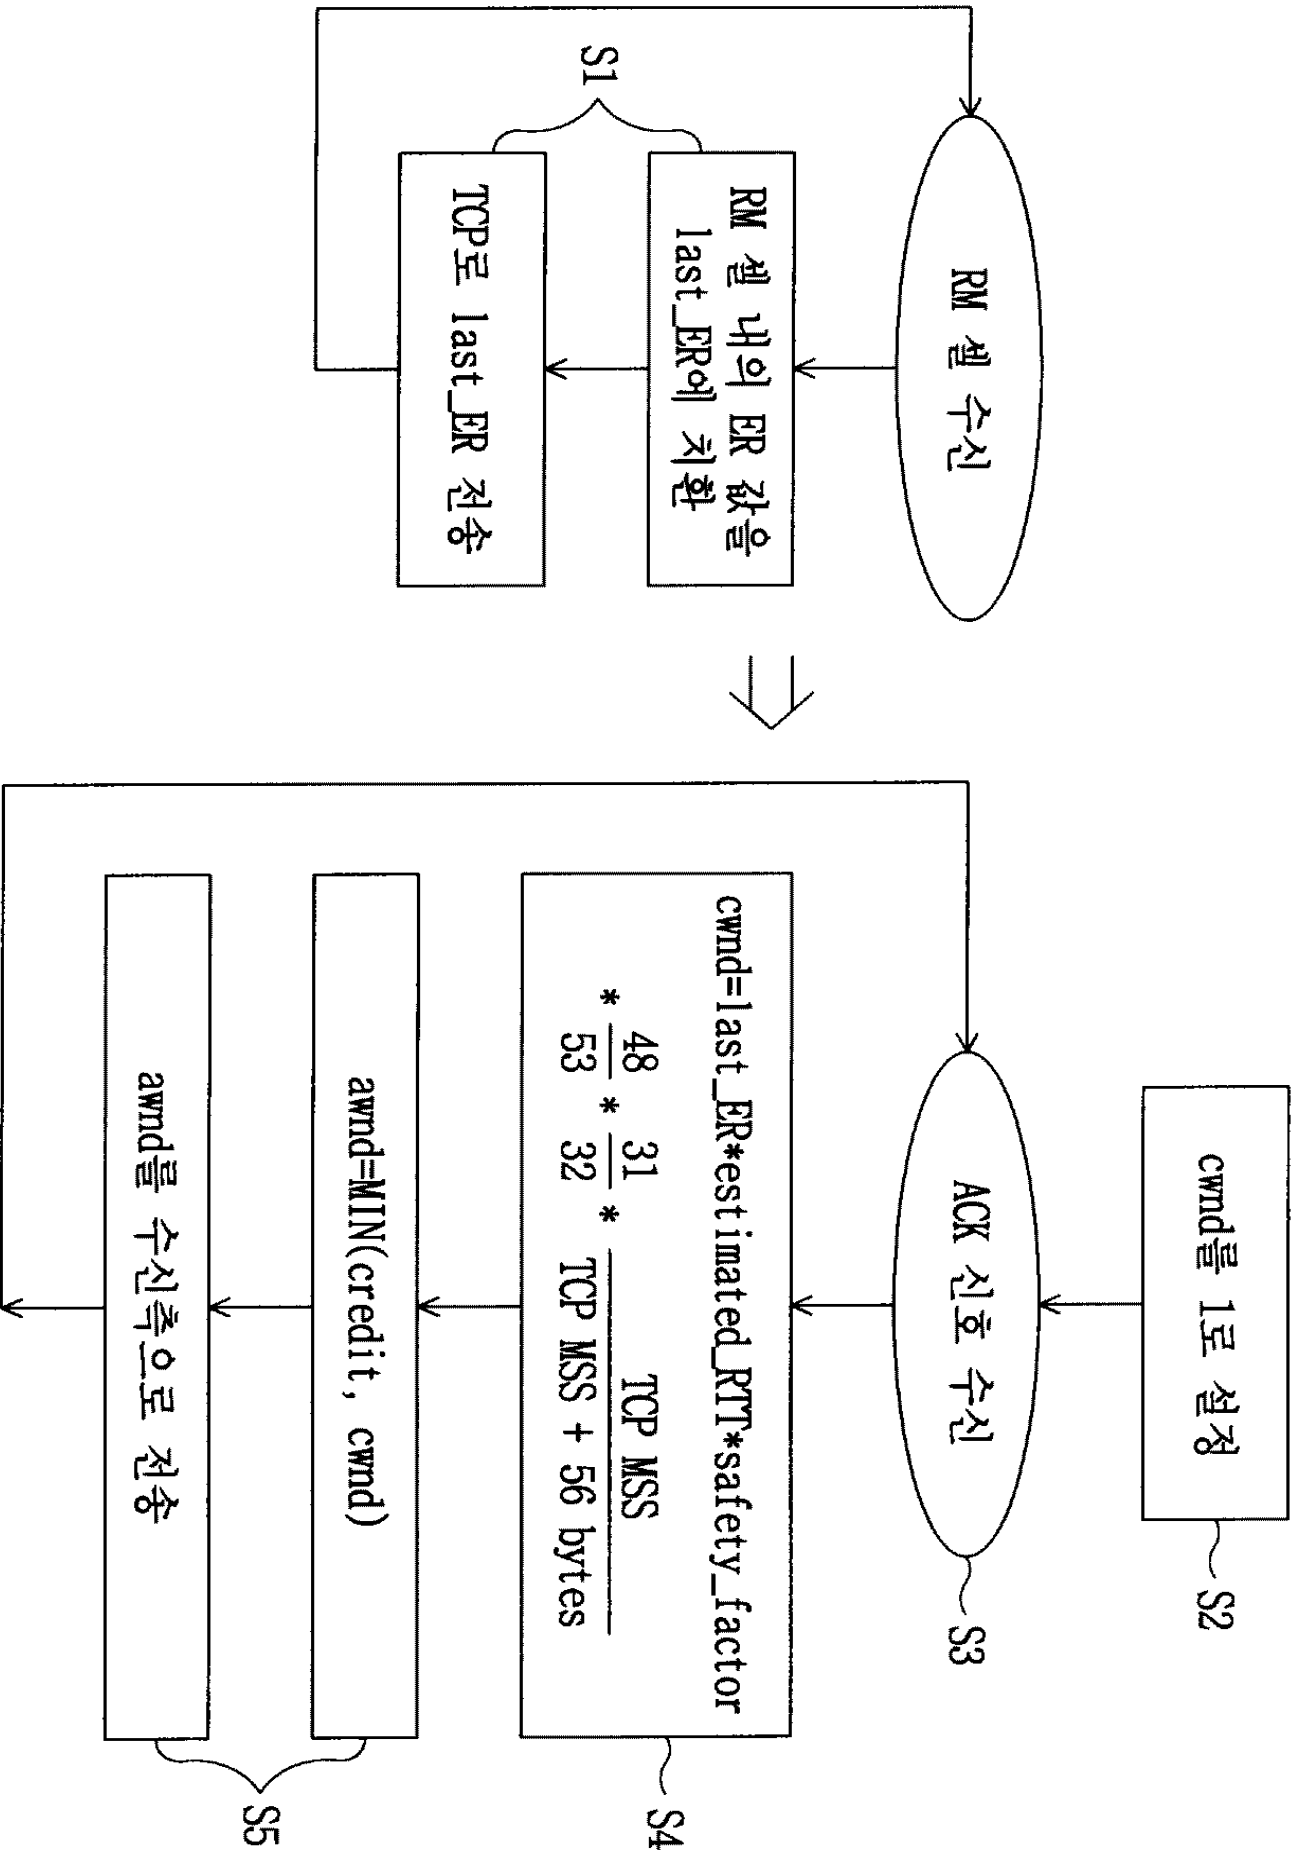 RM 셀 수신
RM 셀 내의 ER 값을
last_ER에 치환
TCP로 last_ER 전송
S1
cwnd를 1로 설정
S2
ACK 신호 수신
S3
cwnd=last_ER*estimated_RTT*safety_factor
* 48/53 * 31/32 * TCP MSS/TCP MSS + 56 bytes
S4
awnd=MIN(credit, cwnd)
awnd를 수신측으로 전송
S5